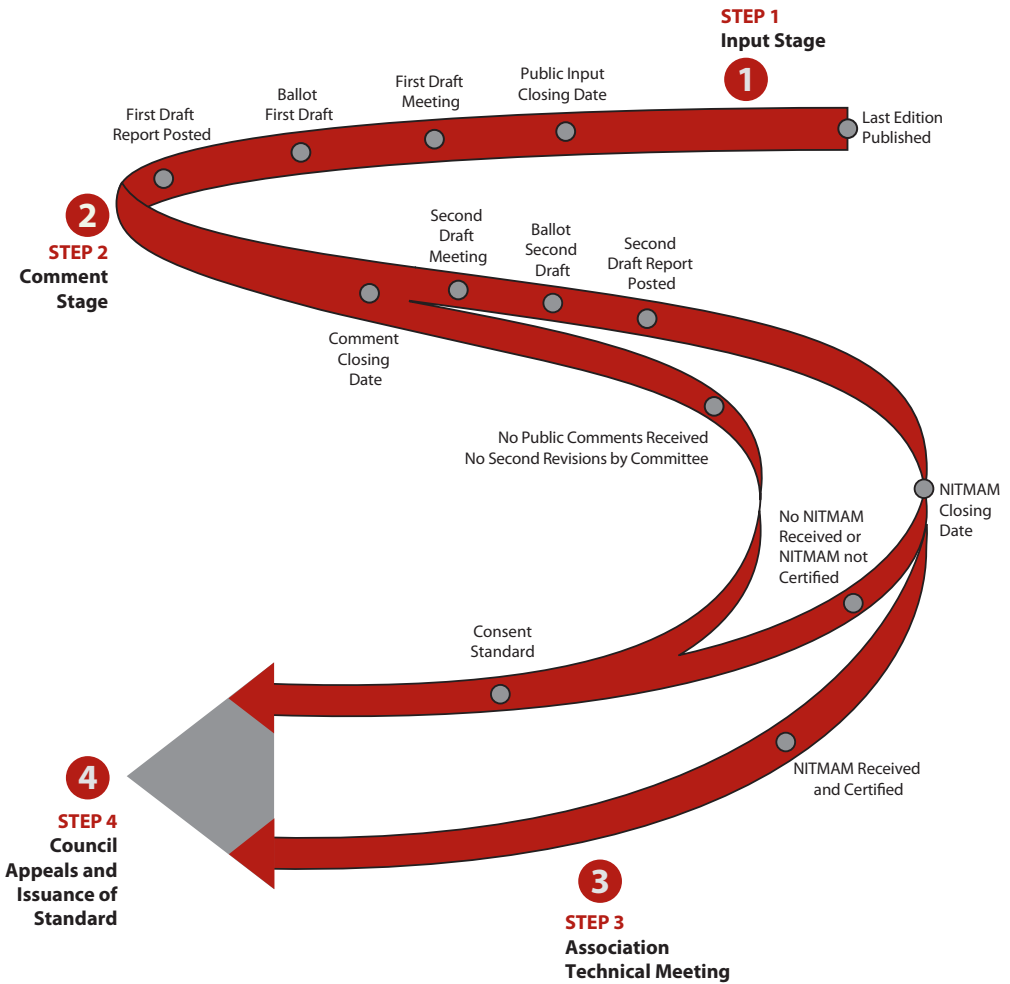 STEP 1
Input Stage
1
Last Edition
Published
Public Input
Closing Date
First Draft
Meeting
Ballot
First Draft
First Draft
Report Posted
2
STEP 2
Comment
Stage
Comment
Closing
Date
Second
Draft
Meeting
Ballot
Second
Draft
Second
Draft Report
Posted
No Public Comments Received
No Second Revisions by Committee
NITMAM
Closing
Date
No NITMAM
Received or
NITMAM not
Certified
Consent
Standard
NITMAM Received
and Certified
3
STEP 3
Association
Technical Meeting
4
STEP 4
Council
Appeals and
Issuance of
Standard